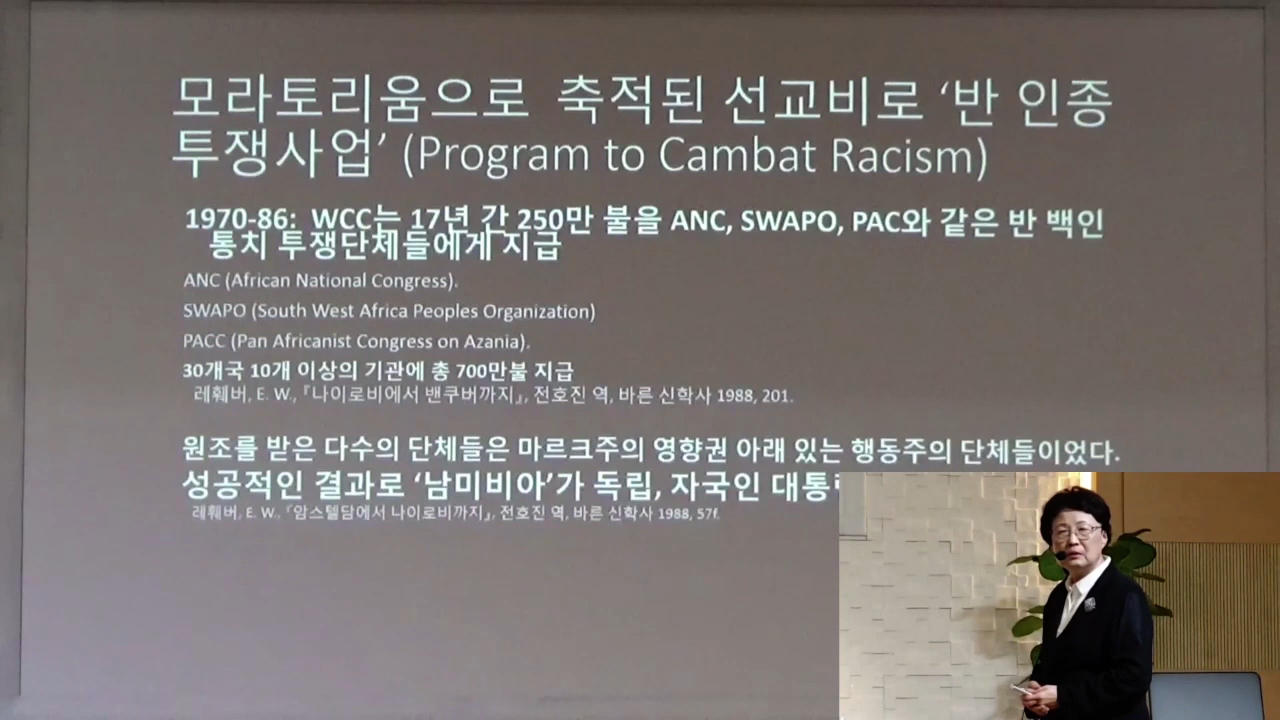 모라토리움으로 축적된 선교비로 ‘반 인종
투쟁사업’ (Program to Cambat Racism)
1970-86: WCC는 17년 간 250만 불을 ANC, SWAPO, PAC와 같은 반 백인
통치 투쟁단체들에게 지급
ANC (African National Congress).
SWAPO (South West Africa Peoples Organization)
PACC (Pan Africanist Congress on Azania).
30개국 10개 이상의 기관에 총 700만불 지급
레훼버, E. W., 『나이로비에서 밴쿠버까지』, 전호진 역, 바른 신학사 1988, 201.
원조를 받은 다수의 단체들은 마르크주의 영향권 아래 있는 행동주의 단체들이었다.
성공적인 결과로 ‘남미비아’가 독립, 자국인
레훼버, E. W., 『암스텔담에서 나이로비까지』, 전호진 역, 바른 신학사 1988, 57f.